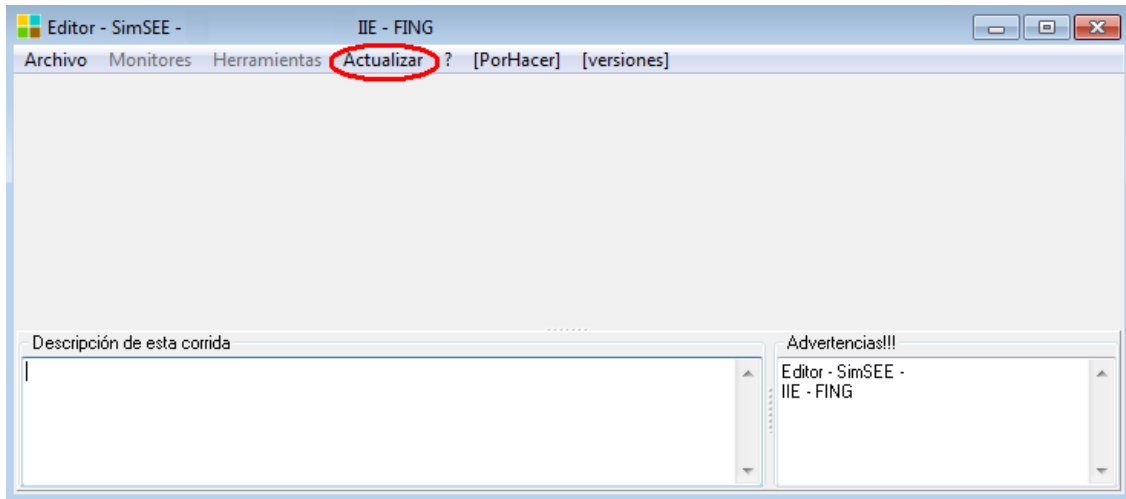 Editor - SimSEE - IIE - FING
Archivo Monitores Herramientas Actualizar ? [PorHacer] [versiones]
Descripción de esta corrida
Advertencias!!!
Editor - SimSEE -
IIE - FING